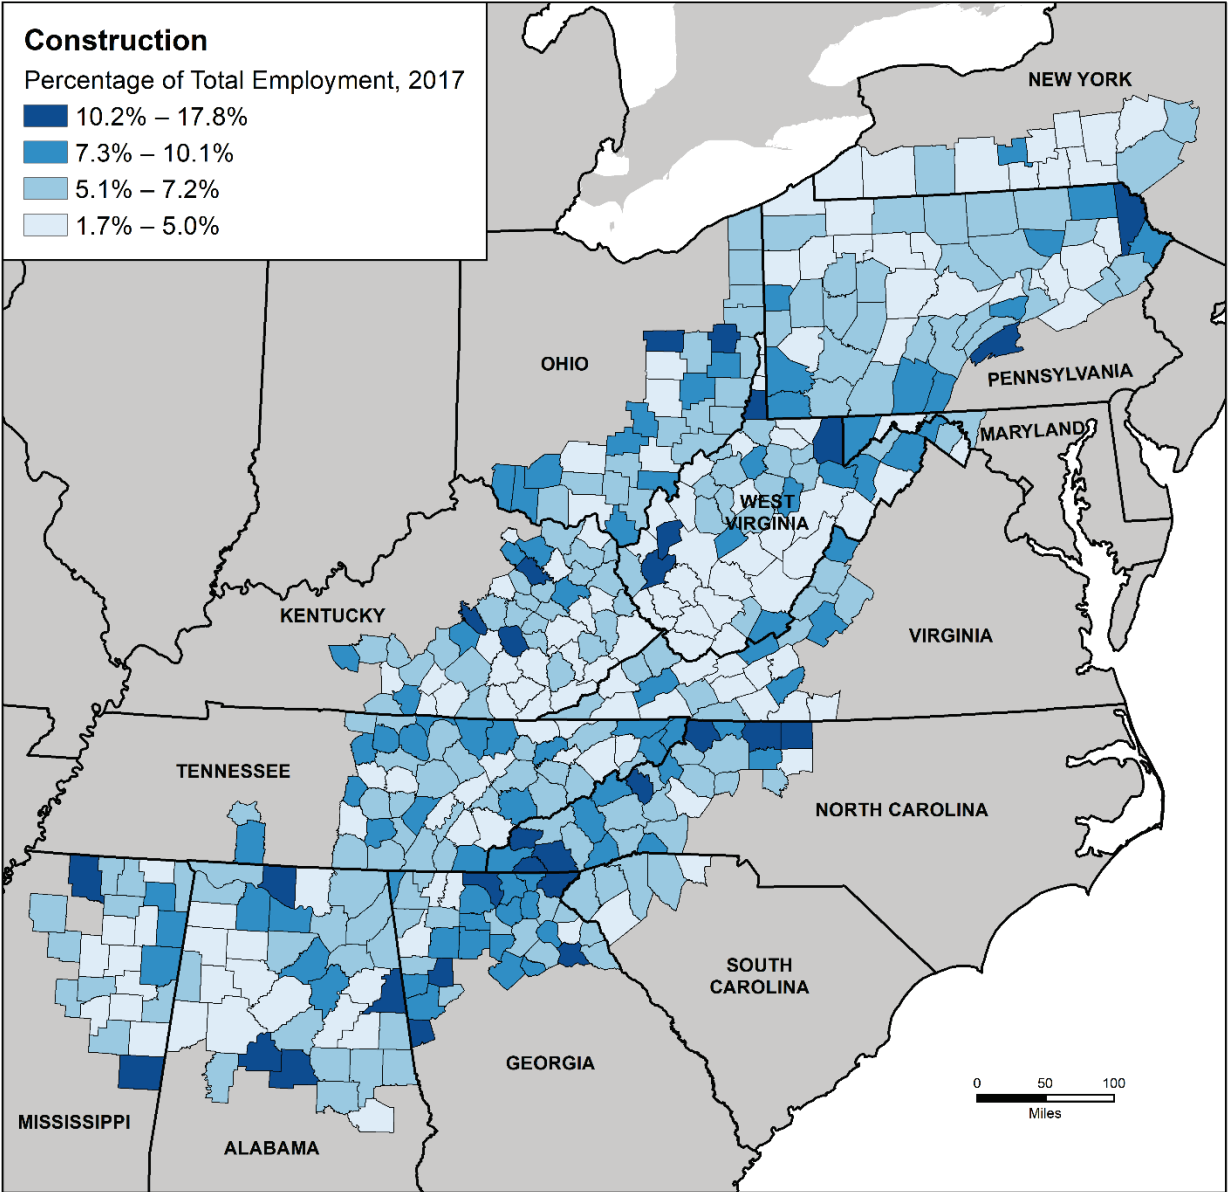 Construction
Percentage of Total Employment, 2017
10.2% – 17.8%
7.3% – 10.1%
5.1% – 7.2%
1.7% – 5.0%
NEW YORK
OHIO
PENNSYLVANIA
MARYLAND
WEST
VIRGINIA
KENTUCKY
VIRGINIA
TENNESSEE
NORTH CAROLINA
SOUTH
CAROLINA
GEORGIA
MISSISSIPPI
ALABAMA
0 50 100
Miles